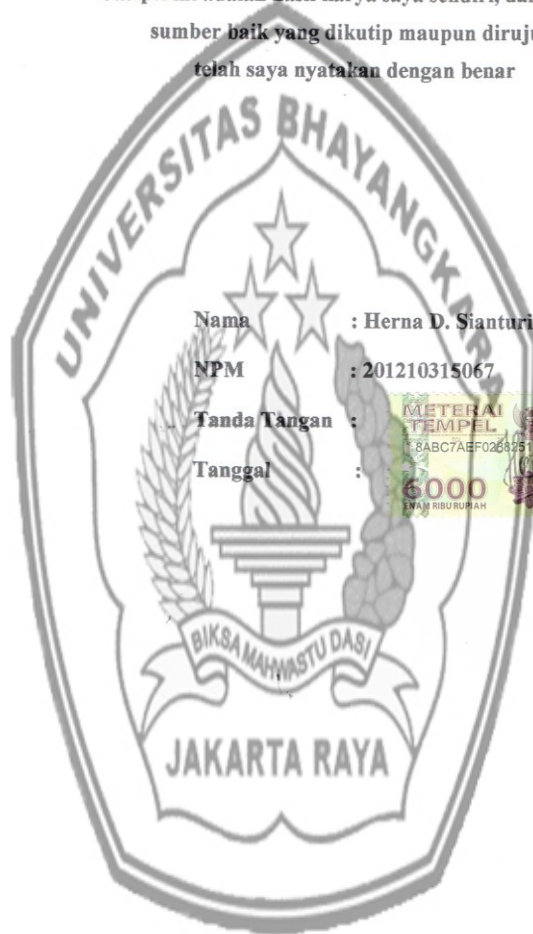 sumber baik yang dikutip maupun diruju
telah saya nyatakan dengan benar
UNIVERSITAS BHAYANGKARA
Nama : Herna D. Sianturi
NPM : 201210315067
Tanda Tangan :
METERAI
TEMPEL
6000
ENAM RIBU RUPIAH
Tanggal :
BIKSA MAHWASTU DASI
JAKARTA RAYA